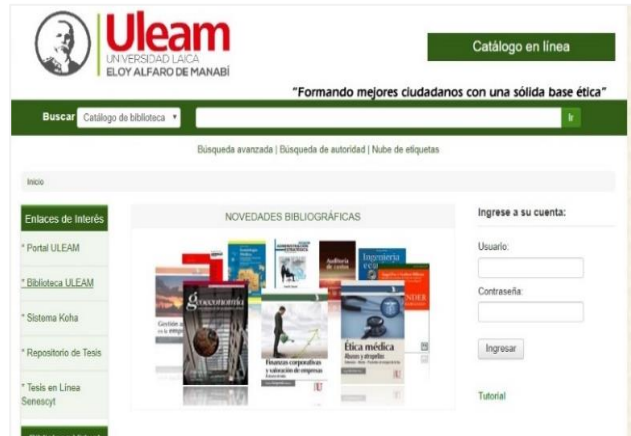 Uleam
UNIVERSIDAD LAICA
ELOY ALFARO DE MANABÍ
Catálogo en línea
"Formando mejores ciudadanos con una sólida base ética"
Buscar Catálogo de biblioteca Ir
Búsqueda avanzada | Búsqueda de autoridad | Nube de etiquetas
Inicio
Enlaces de Interés
* Portal ULEAM
* Biblioteca ULEAM
* Sistema Koha
* Repositorio de Tesis
* Tesis en Línea
Senescyt
NOVEDADES BIBLIOGRÁFICAS
geoeconomía
Finanzas corporativas
y valoración de empresas
Ética médica
Abusos y atropellos
Auditoría
de costos
Ingeniería
Ingrese a su cuenta:
Usuario:
Contraseña:
Ingresar
Tutorial